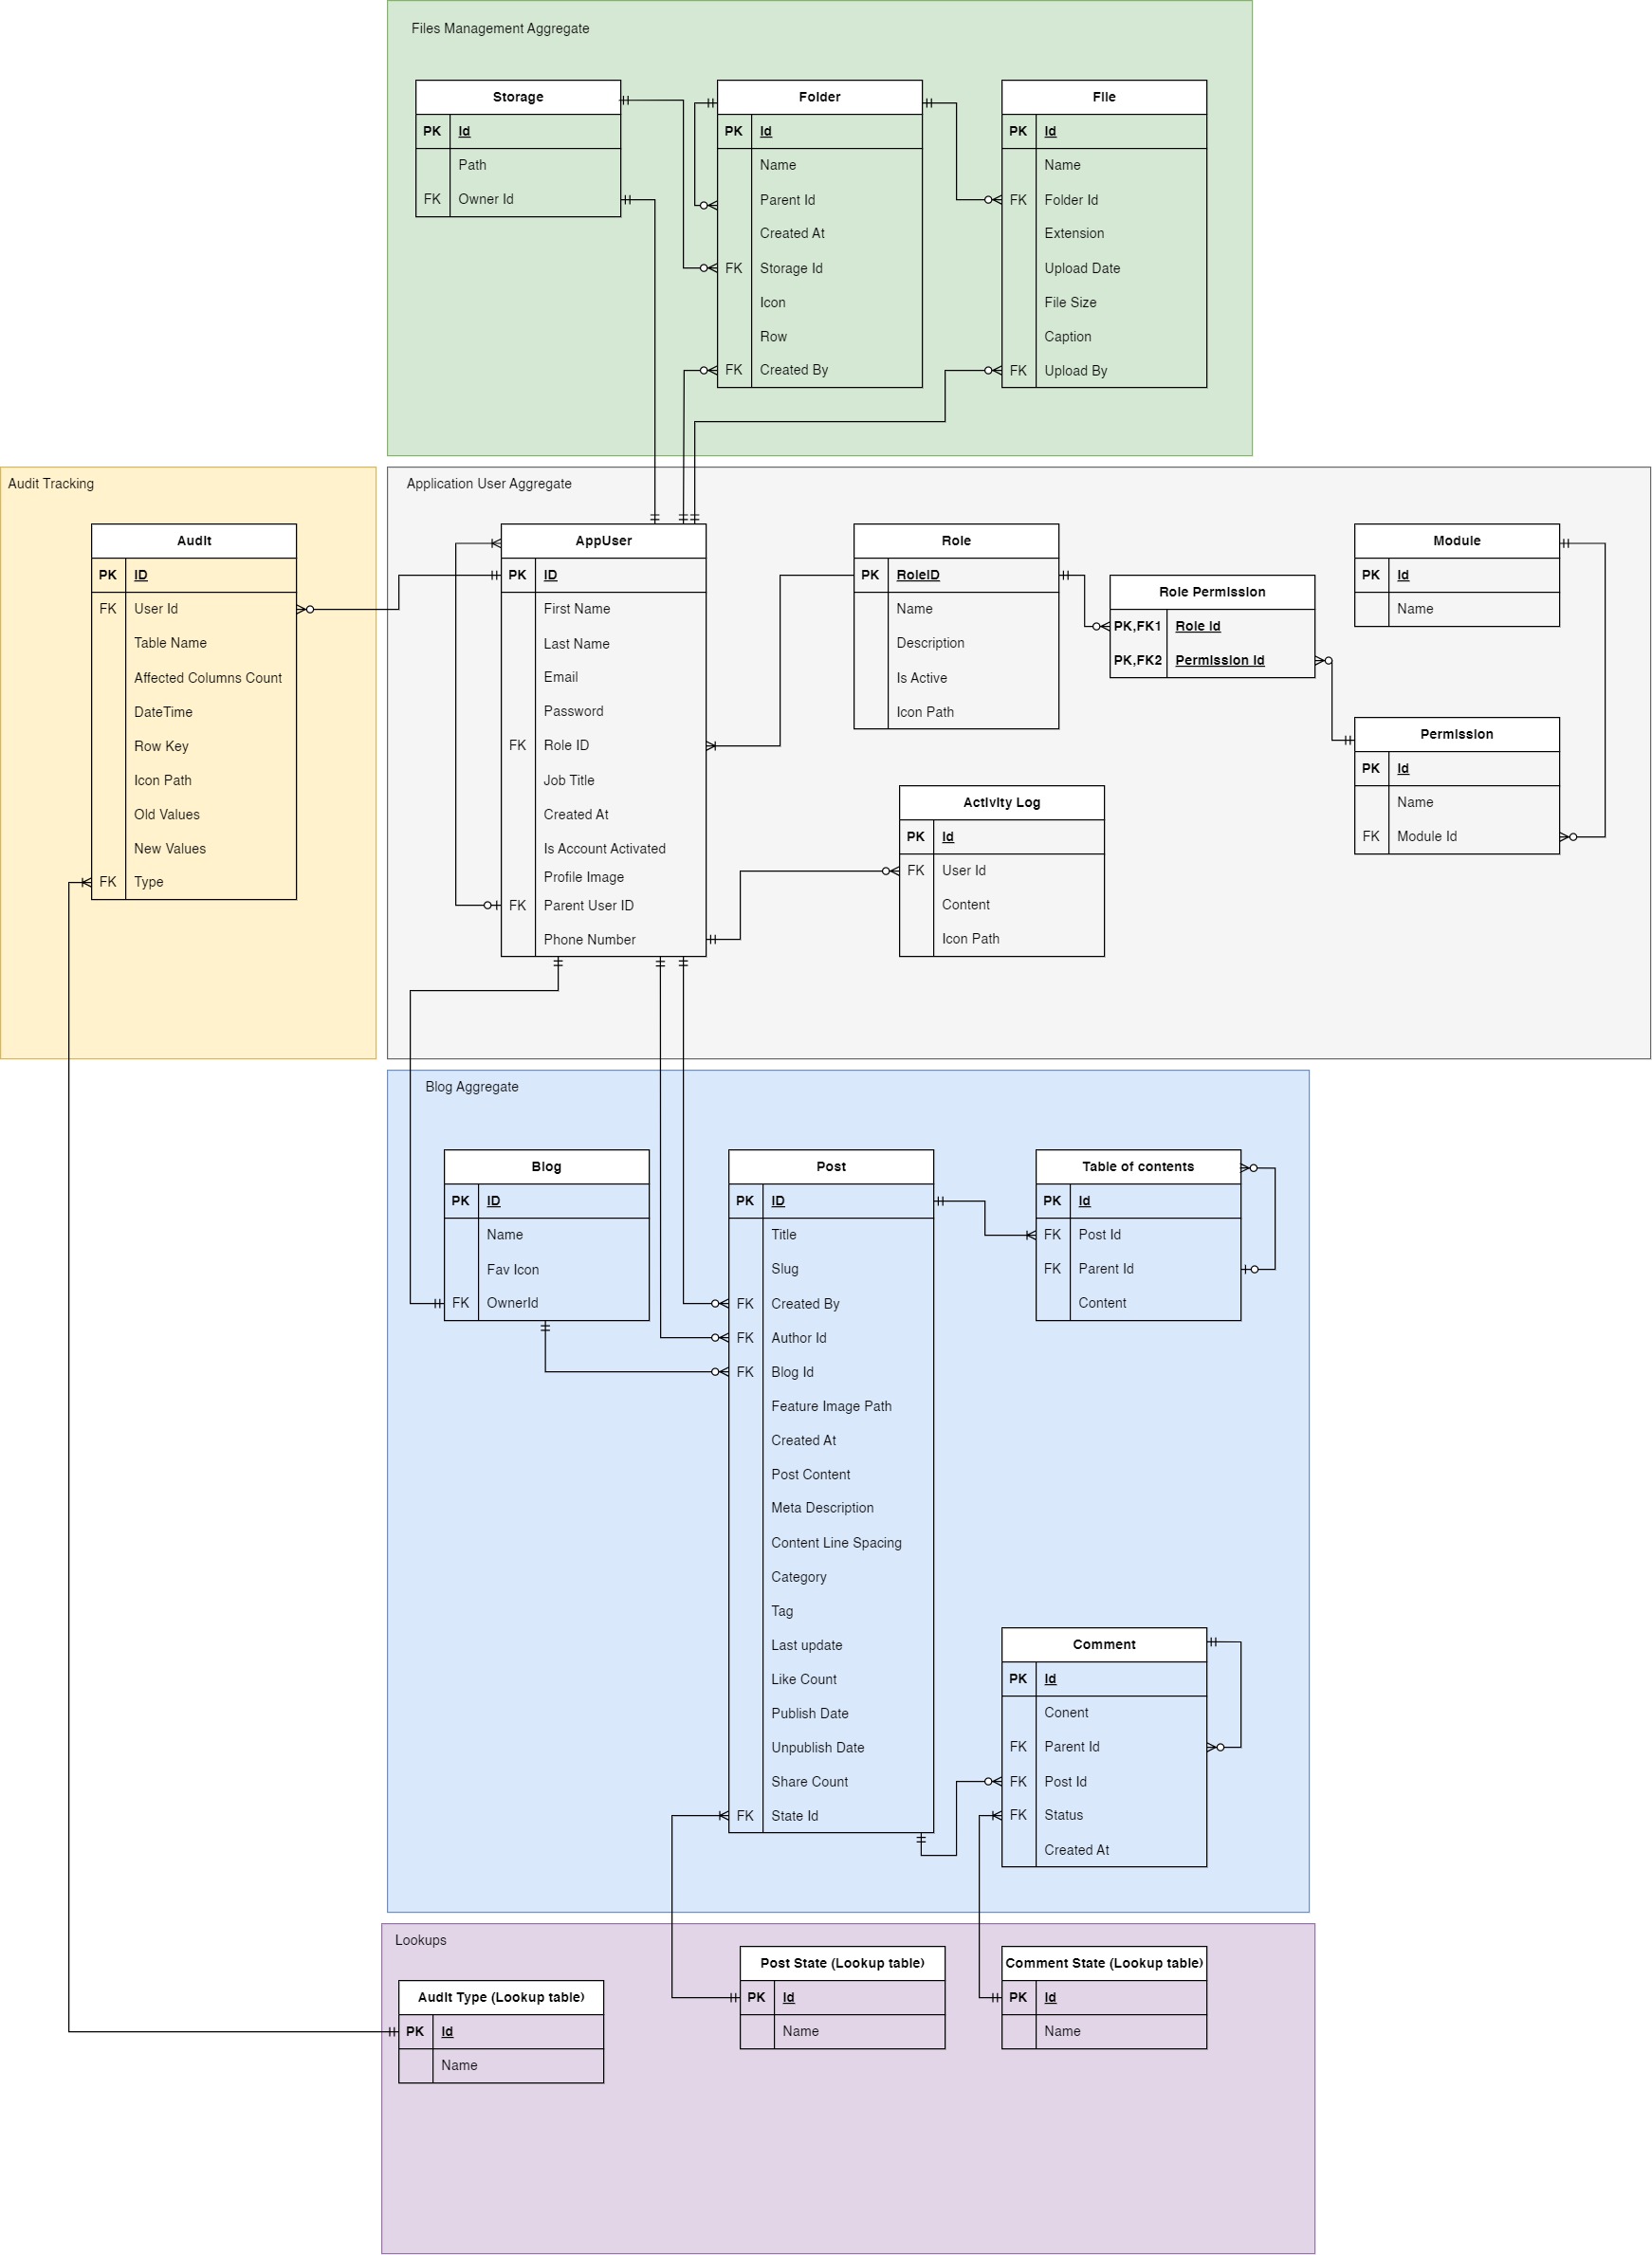 Files Management Aggregate
Storage
PK Id
Path
FK Owner Id
Folder
PK Id
Name
Parent Id
Created At
FK Storage Id
Icon
Row
FK Created By
File
PK Id
Name
FK Folder Id
Extension
Upload Date
File Size
Caption
FK Upload By
Audit Tracking
Audit
PK ID
FK User Id
Table Name
Affected Columns Count
DateTime
Row Key
Icon Path
Old Values
New Values
FK Type
Application User Aggregate
AppUser
PK ID
First Name
Last Name
Email
Password
FK Role ID
Job Title
Created At
Is Account Activated
Profile Image
FK Parent User ID
Phone Number
Role
PK RoleID
Name
Description
Is Active
Icon Path
Role Permission
PK,FK1 Role Id
PK,FK2 Permission Id
Module
PK Id
Name
Permission
PK Id
Name
FK Module Id
Activity Log
PK Id
FK User Id
Content
Icon Path
Blog Aggregate
Blog
PK ID
Name
Fav Icon
FK OwnerId
Post
PK ID
Title
Slug
FK Created By
FK Author Id
FK Blog Id
Feature Image Path
Created At
Post Content
Meta Description
Content Line Spacing
Category
Tag
Last update
Like Count
Publish Date
Unpublish Date
Share Count
FK State Id
Table of contents
PK Id
FK Post Id
FK Parent Id
Content
Comment
PK Id
Conent
FK Parent Id
FK Post Id
FK Status
Created At
Lookups
Audit Type (Lookup table)
PK Id
Name
Post State (Lookup table)
PK Id
Name
Comment State (Lookup table)
PK Id
Name